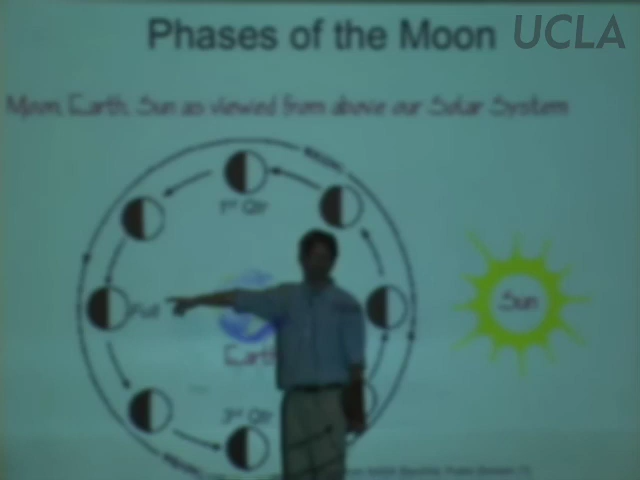 Phases of the Moon
UCLA
Moon, Earth, Sun as viewed from above our Solar System
1st Qtr
Full
Sun
Earth
3rd Qtr